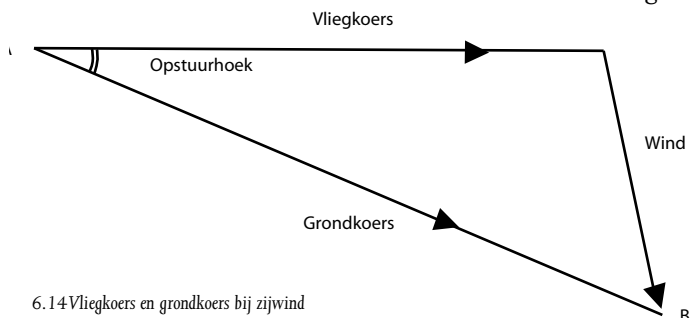 Vliegkoers
Opstuurhoek
Wind
Grondkoers
6.14 Vliegkoers en grondkoers bij zijwind